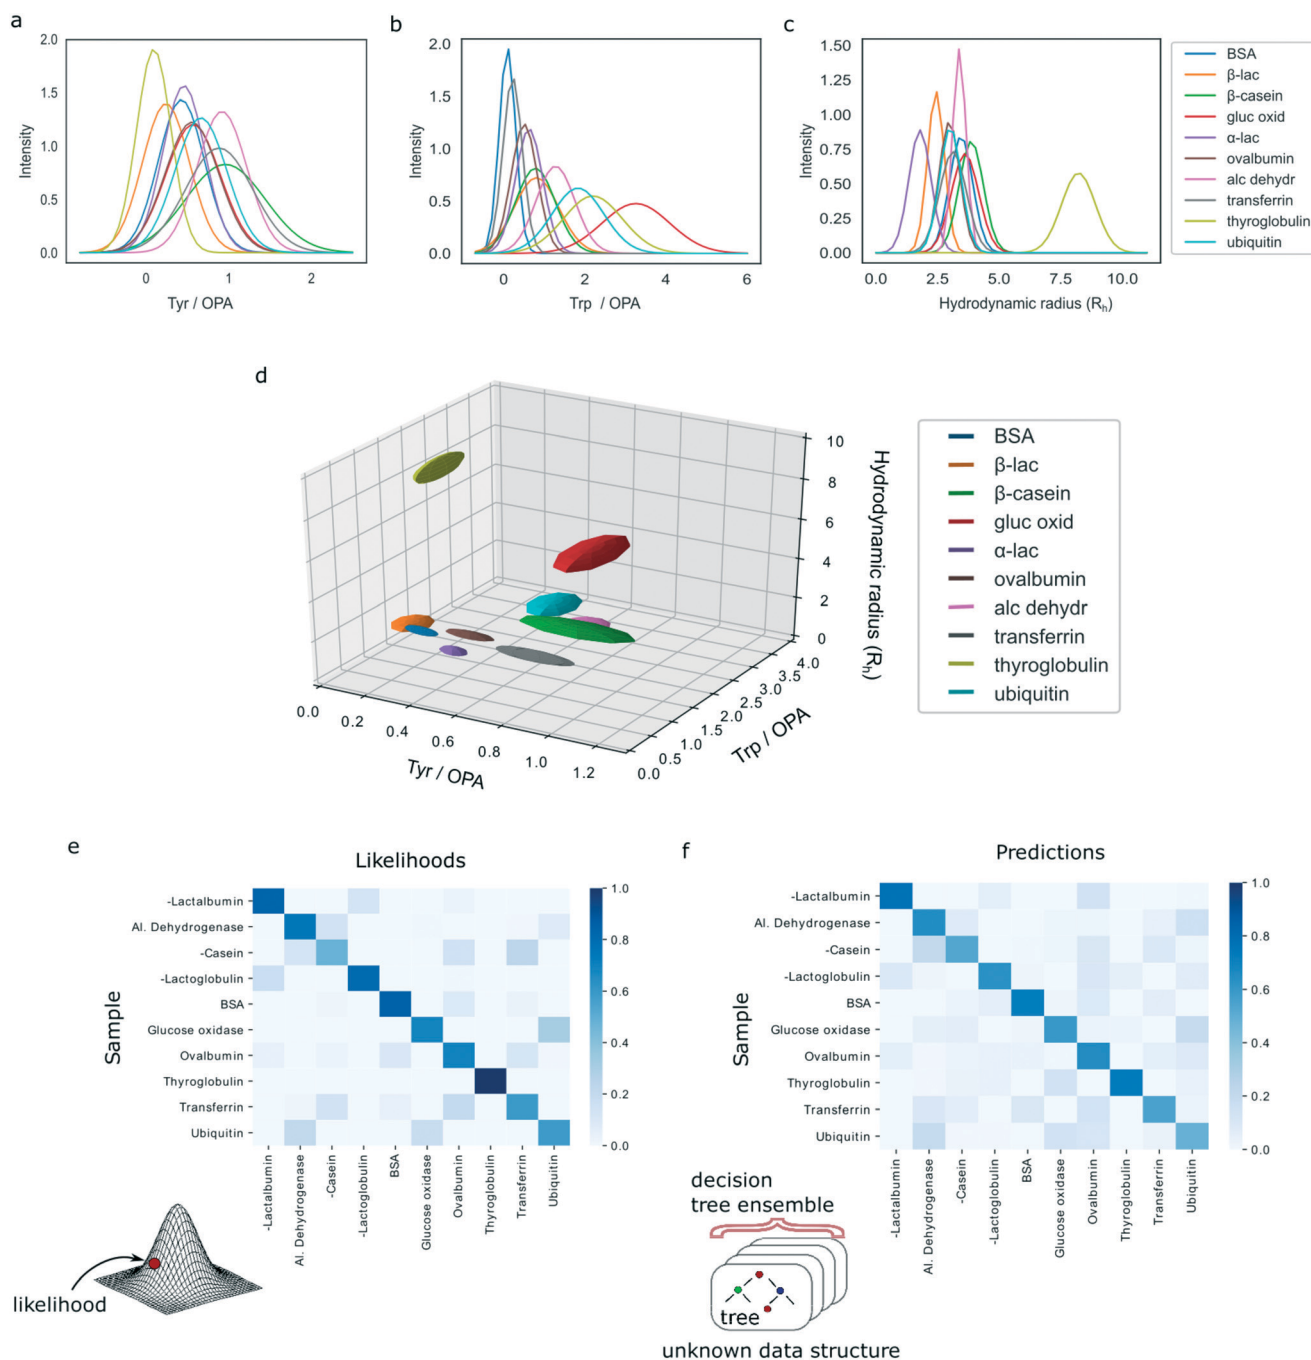 a
2.0
1.5
1.0
0.5
0.0
Intensity
0
1
2
Tyr / OPA
b
2.0
1.5
1.0
0.5
0.0
Intensity
0
2
4
6
Trp / OPA
c
1.50
1.25
1.00
0.75
0.50
0.25
0.00
Intensity
0.0
2.5
5.0
7.5
10.0
Hydrodynamic radius (Rh)
BSA
β-lac
β-casein
gluc oxid
α-lac
ovalbumin
alc dehydr
transferrin
thyroglobulin
ubiquitin
d
10
8
6
4
2
0
Hydrodynamic radius (Rh)
4.0
3.5
3.0
2.5
2.0
1.5
1.0
0.5
0.0
Trp / OPA
0.0
0.2
0.4
0.6
0.8
1.0
1.2
Tyr / OPA
BSA
β-lac
β-casein
gluc oxid
α-lac
ovalbumin
alc dehydr
transferrin
thyroglobulin
ubiquitin
e
Likelihoods
Sample
-Lactalbumin
Al. Dehydrogenase
-Casein
-Lactoglobulin
BSA
Glucose oxidase
Ovalbumin
Thyroglobulin
Transferrin
Ubiquitin
1.0
0.8
0.6
0.4
0.2
0.0
-Lactalbumin
Al. Dehydrogenase
-Casein
-Lactoglobulin
BSA
Glucose oxidase
Ovalbumin
Thyroglobulin
Transferrin
Ubiquitin
likelihood
f
Predictions
Sample
-Lactalbumin
Al. Dehydrogenase
-Casein
-Lactoglobulin
BSA
Glucose oxidase
Ovalbumin
Thyroglobulin
Transferrin
Ubiquitin
1.0
0.8
0.6
0.4
0.2
0.0
-Lactalbumin
Al. Dehydrogenase
-Casein
-Lactoglobulin
BSA
Glucose oxidase
Ovalbumin
Thyroglobulin
Transferrin
Ubiquitin
decision
tree ensemble
tree
unknown data structure